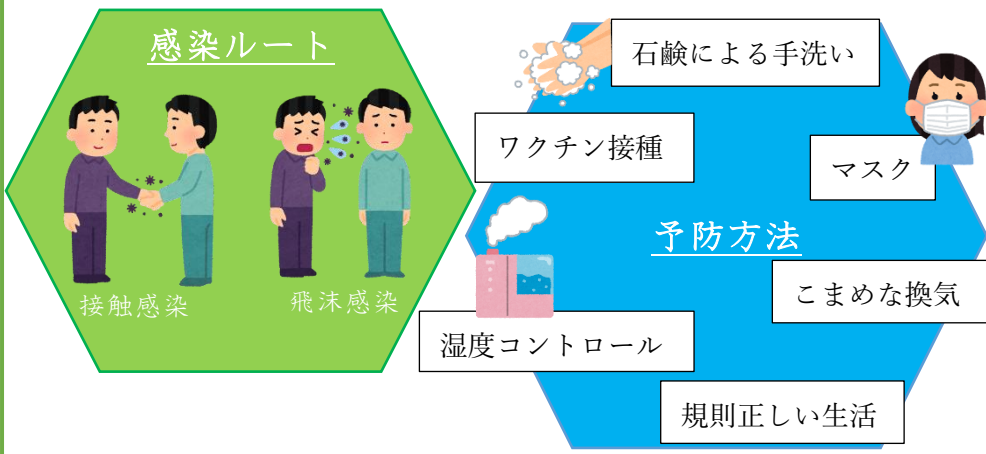 感染ルート
接触感染
飛沫感染
石鹸による手洗い
ワクチン接種
マスク
予防方法
こまめな換気
湿度コントロール
規則正しい生活